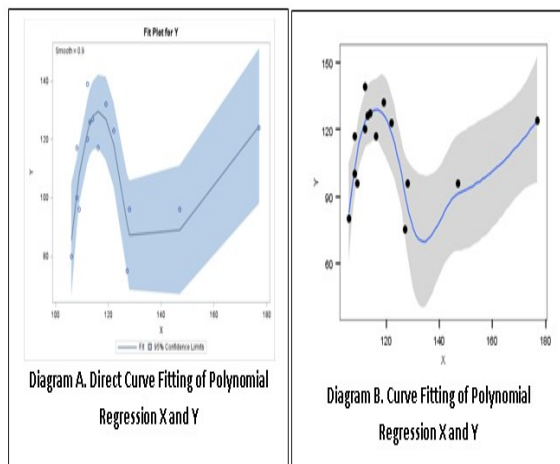 Fit Plot for Y
Smooth = 0.9
140
120
100
80
Y
100
120
140
160
180
X
Fit
95% Confidence Limits
Diagram A. Direct Curve Fitting of Polynomial
Regression X and Y
150
120
90
60
Y
120
140
160
180
X
Diagram B. Curve Fitting of Polynomial
Regression X and Y